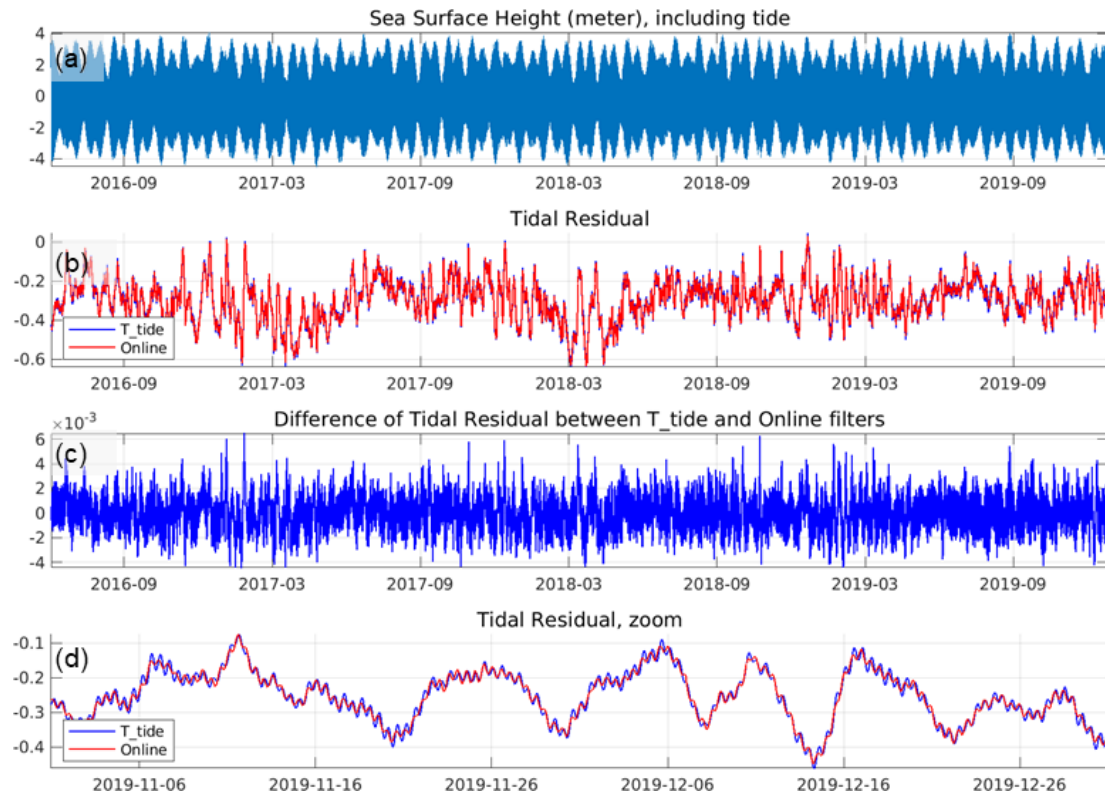 Sea Surface Height (meter), including tide
(a)
4
2
0
-2
-4
2016-09 2017-03 2017-09 2018-03 2018-09 2019-03 2019-09
Tidal Residual
(b)
0
-0.2
-0.4
-0.6
T_tide
Online
2016-09 2017-03 2017-09 2018-03 2018-09 2019-03 2019-09
Difference of Tidal Residual between T_tide and Online filters
×10-3
(c)
6
4
2
0
-2
-4
2016-09 2017-03 2017-09 2018-03 2018-09 2019-03 2019-09
Tidal Residual, zoom
(d)
-0.1
-0.2
-0.3
-0.4
T_tide
Online
2019-11-06 2019-11-16 2019-11-26 2019-12-06 2019-12-16 2019-12-26